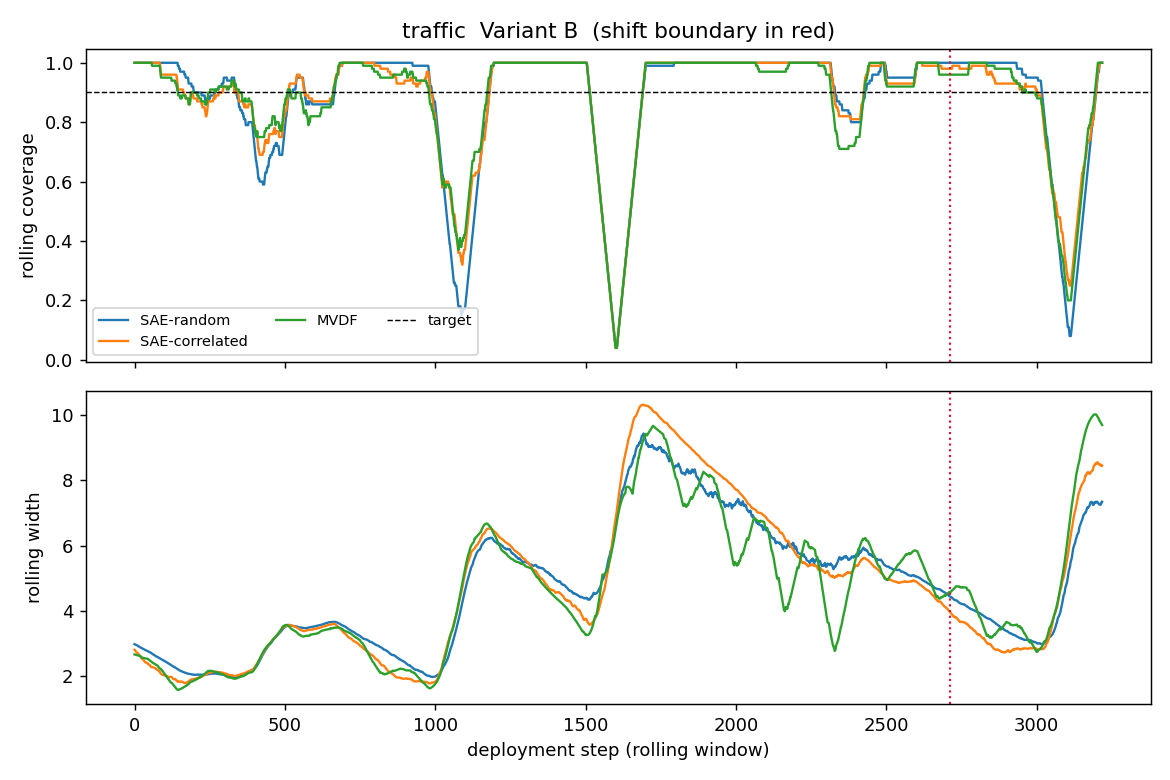 traffic  Variant B  (shift boundary in red)
1.0
0.8
0.6
0.4
0.2
0.0
rolling coverage
SAE-random
SAE-correlated
MVDF
target
10
8
6
4
2
rolling width
0 500 1000 1500 2000 2500 3000
deployment step (rolling window)